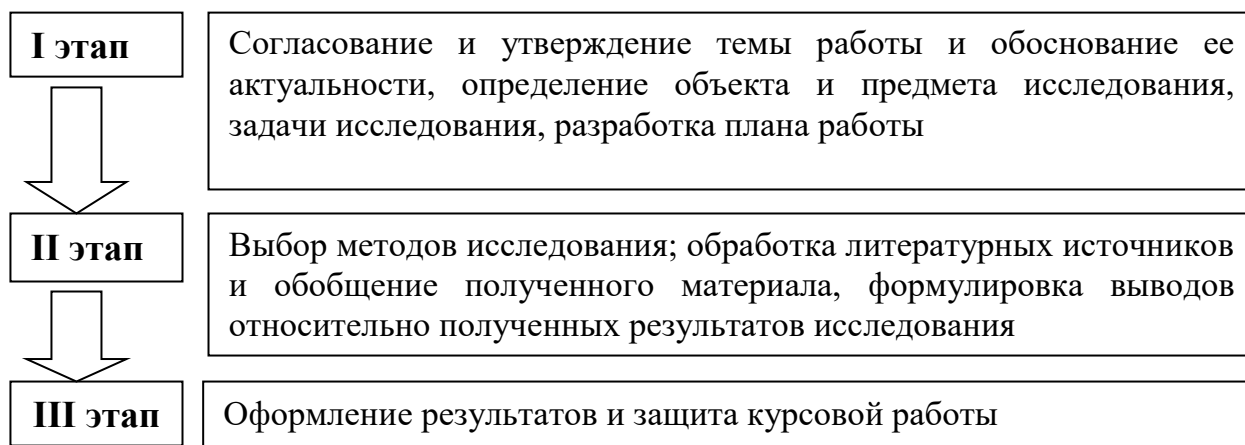 I этап
Согласование и утверждение темы работы и обоснование ее
актуальности, определение объекта и предмета исследования,
задачи исследования, разработка плана работы
II этап
Выбор методов исследования; обработка литературных источников
и обобщение полученного материала, формулировка выводов
относительно полученных результатов исследования
III этап
Оформление результатов и защита курсовой работы